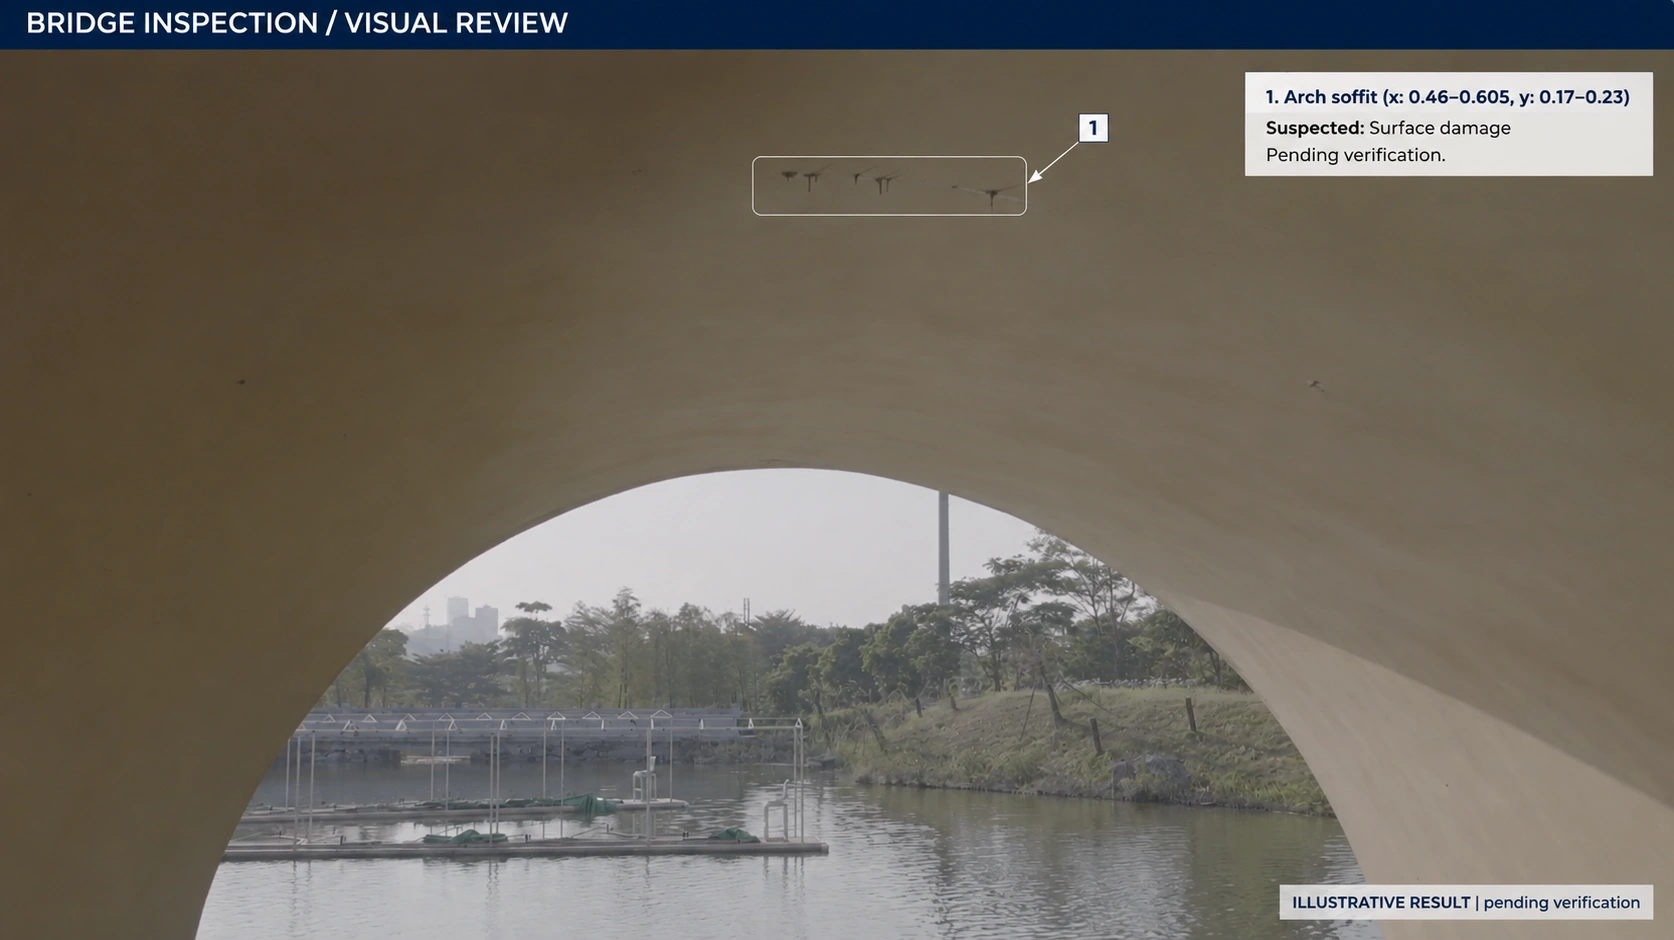 BRIDGE INSPECTION / VISUAL REVIEW
1
1. Arch soffit (x: 0.46–0.605, y: 0.17–0.23)
Suspected: Surface damage
Pending verification.
ILLUSTRATIVE RESULT | pending verification